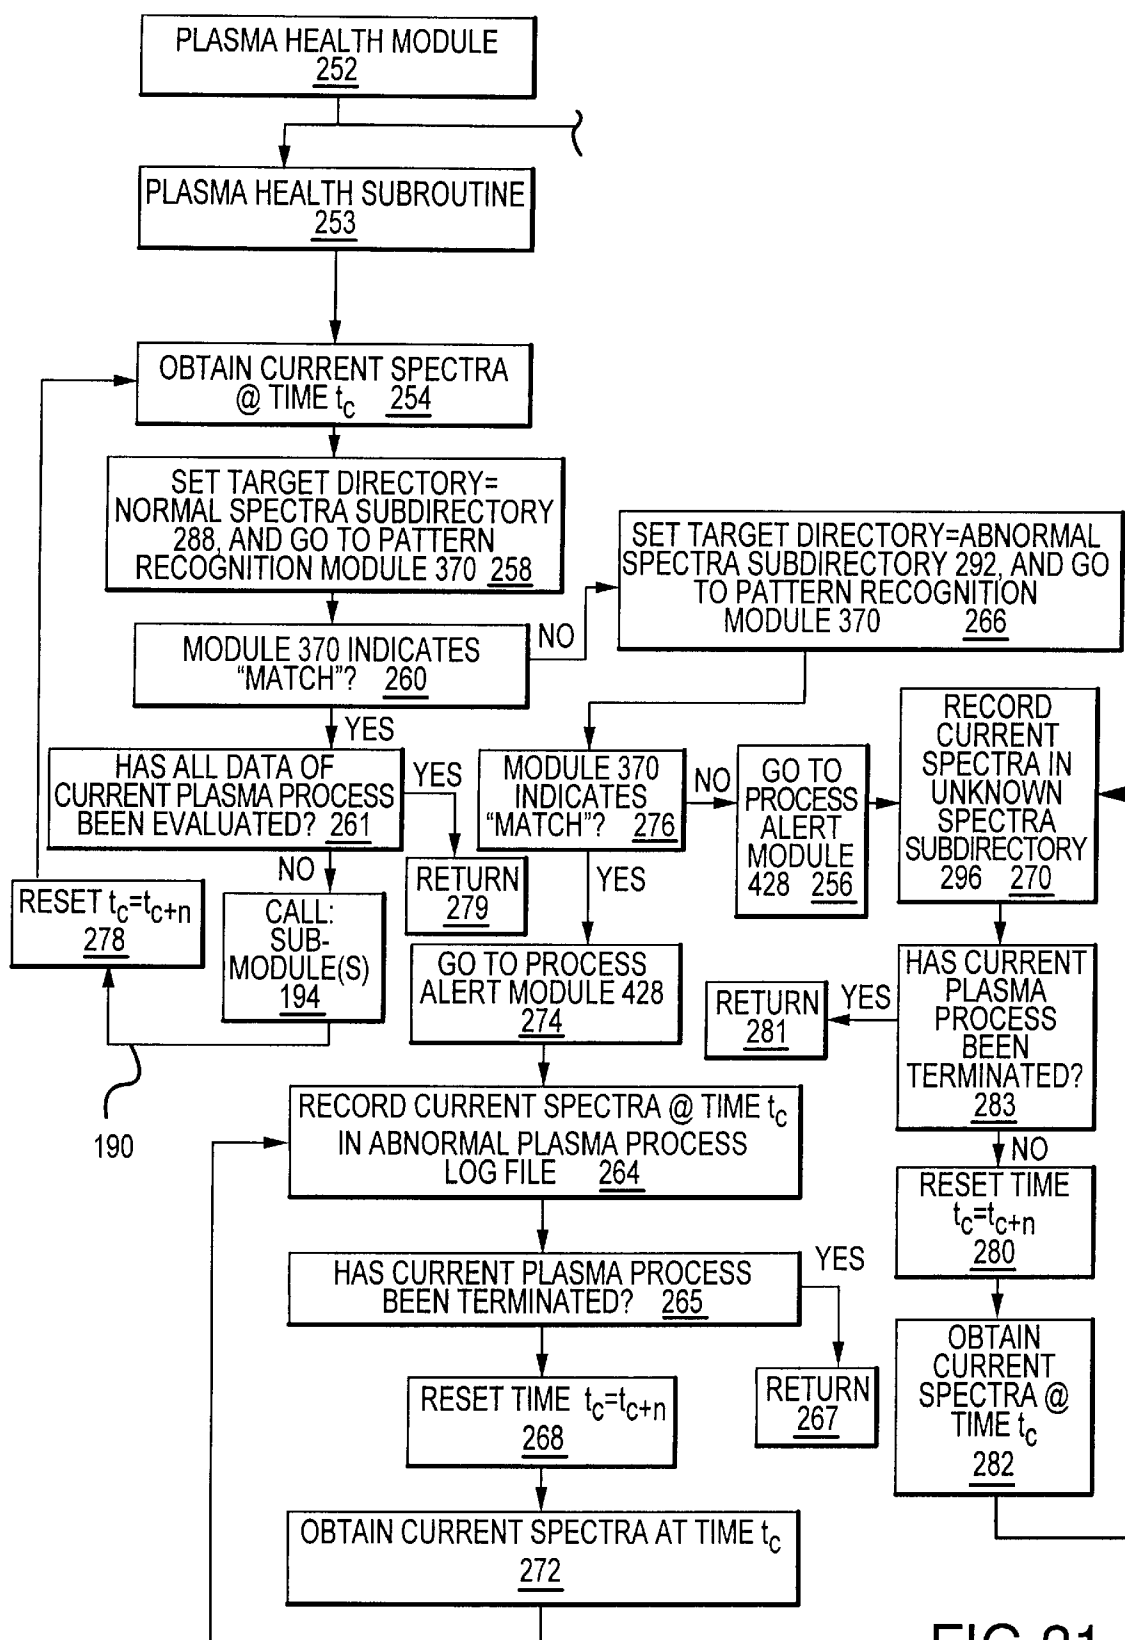 PLASMA HEALTH MODULE
252
PLASMA HEALTH SUBROUTINE
253
OBTAIN CURRENT SPECTRA
@ TIME tc 254
SET TARGET DIRECTORY=
NORMAL SPECTRA SUBDIRECTORY
288, AND GO TO PATTERN
RECOGNITION MODULE 370 258
SET TARGET DIRECTORY=ABNORMAL
SPECTRA SUBDIRECTORY 292, AND GO
TO PATTERN RECOGNITION
MODULE 370 266
MODULE 370 INDICATES
"MATCH"? 260
NO
YES
HAS ALL DATA OF
CURRENT PLASMA PROCESS
BEEN EVALUATED? 261
YES
RETURN
279
NO
CALL:
SUB-
MODULE(S)
194
RESET tc=tc+n
278
190
MODULE 370
INDICATES
"MATCH"? 276
NO
GO TO
PROCESS
ALERT
MODULE
428 256
RECORD
CURRENT
SPECTRA IN
UNKNOWN
SPECTRA
SUBDIRECTORY
296 270
YES
GO TO PROCESS
ALERT MODULE 428
274
HAS CURRENT
PLASMA
PROCESS
BEEN
TERMINATED?
283
YES
RETURN
281
NO
RECORD CURRENT SPECTRA @ TIME tc
IN ABNORMAL PLASMA PROCESS
LOG FILE 264
RESET TIME
tc=tc+n
280
HAS CURRENT PLASMA PROCESS
BEEN TERMINATED? 265
YES
RETURN
267
OBTAIN
CURRENT
SPECTRA @
TIME tc
282
RESET TIME tc=tc+n
268
OBTAIN CURRENT SPECTRA AT TIME tc
272
FIG.21